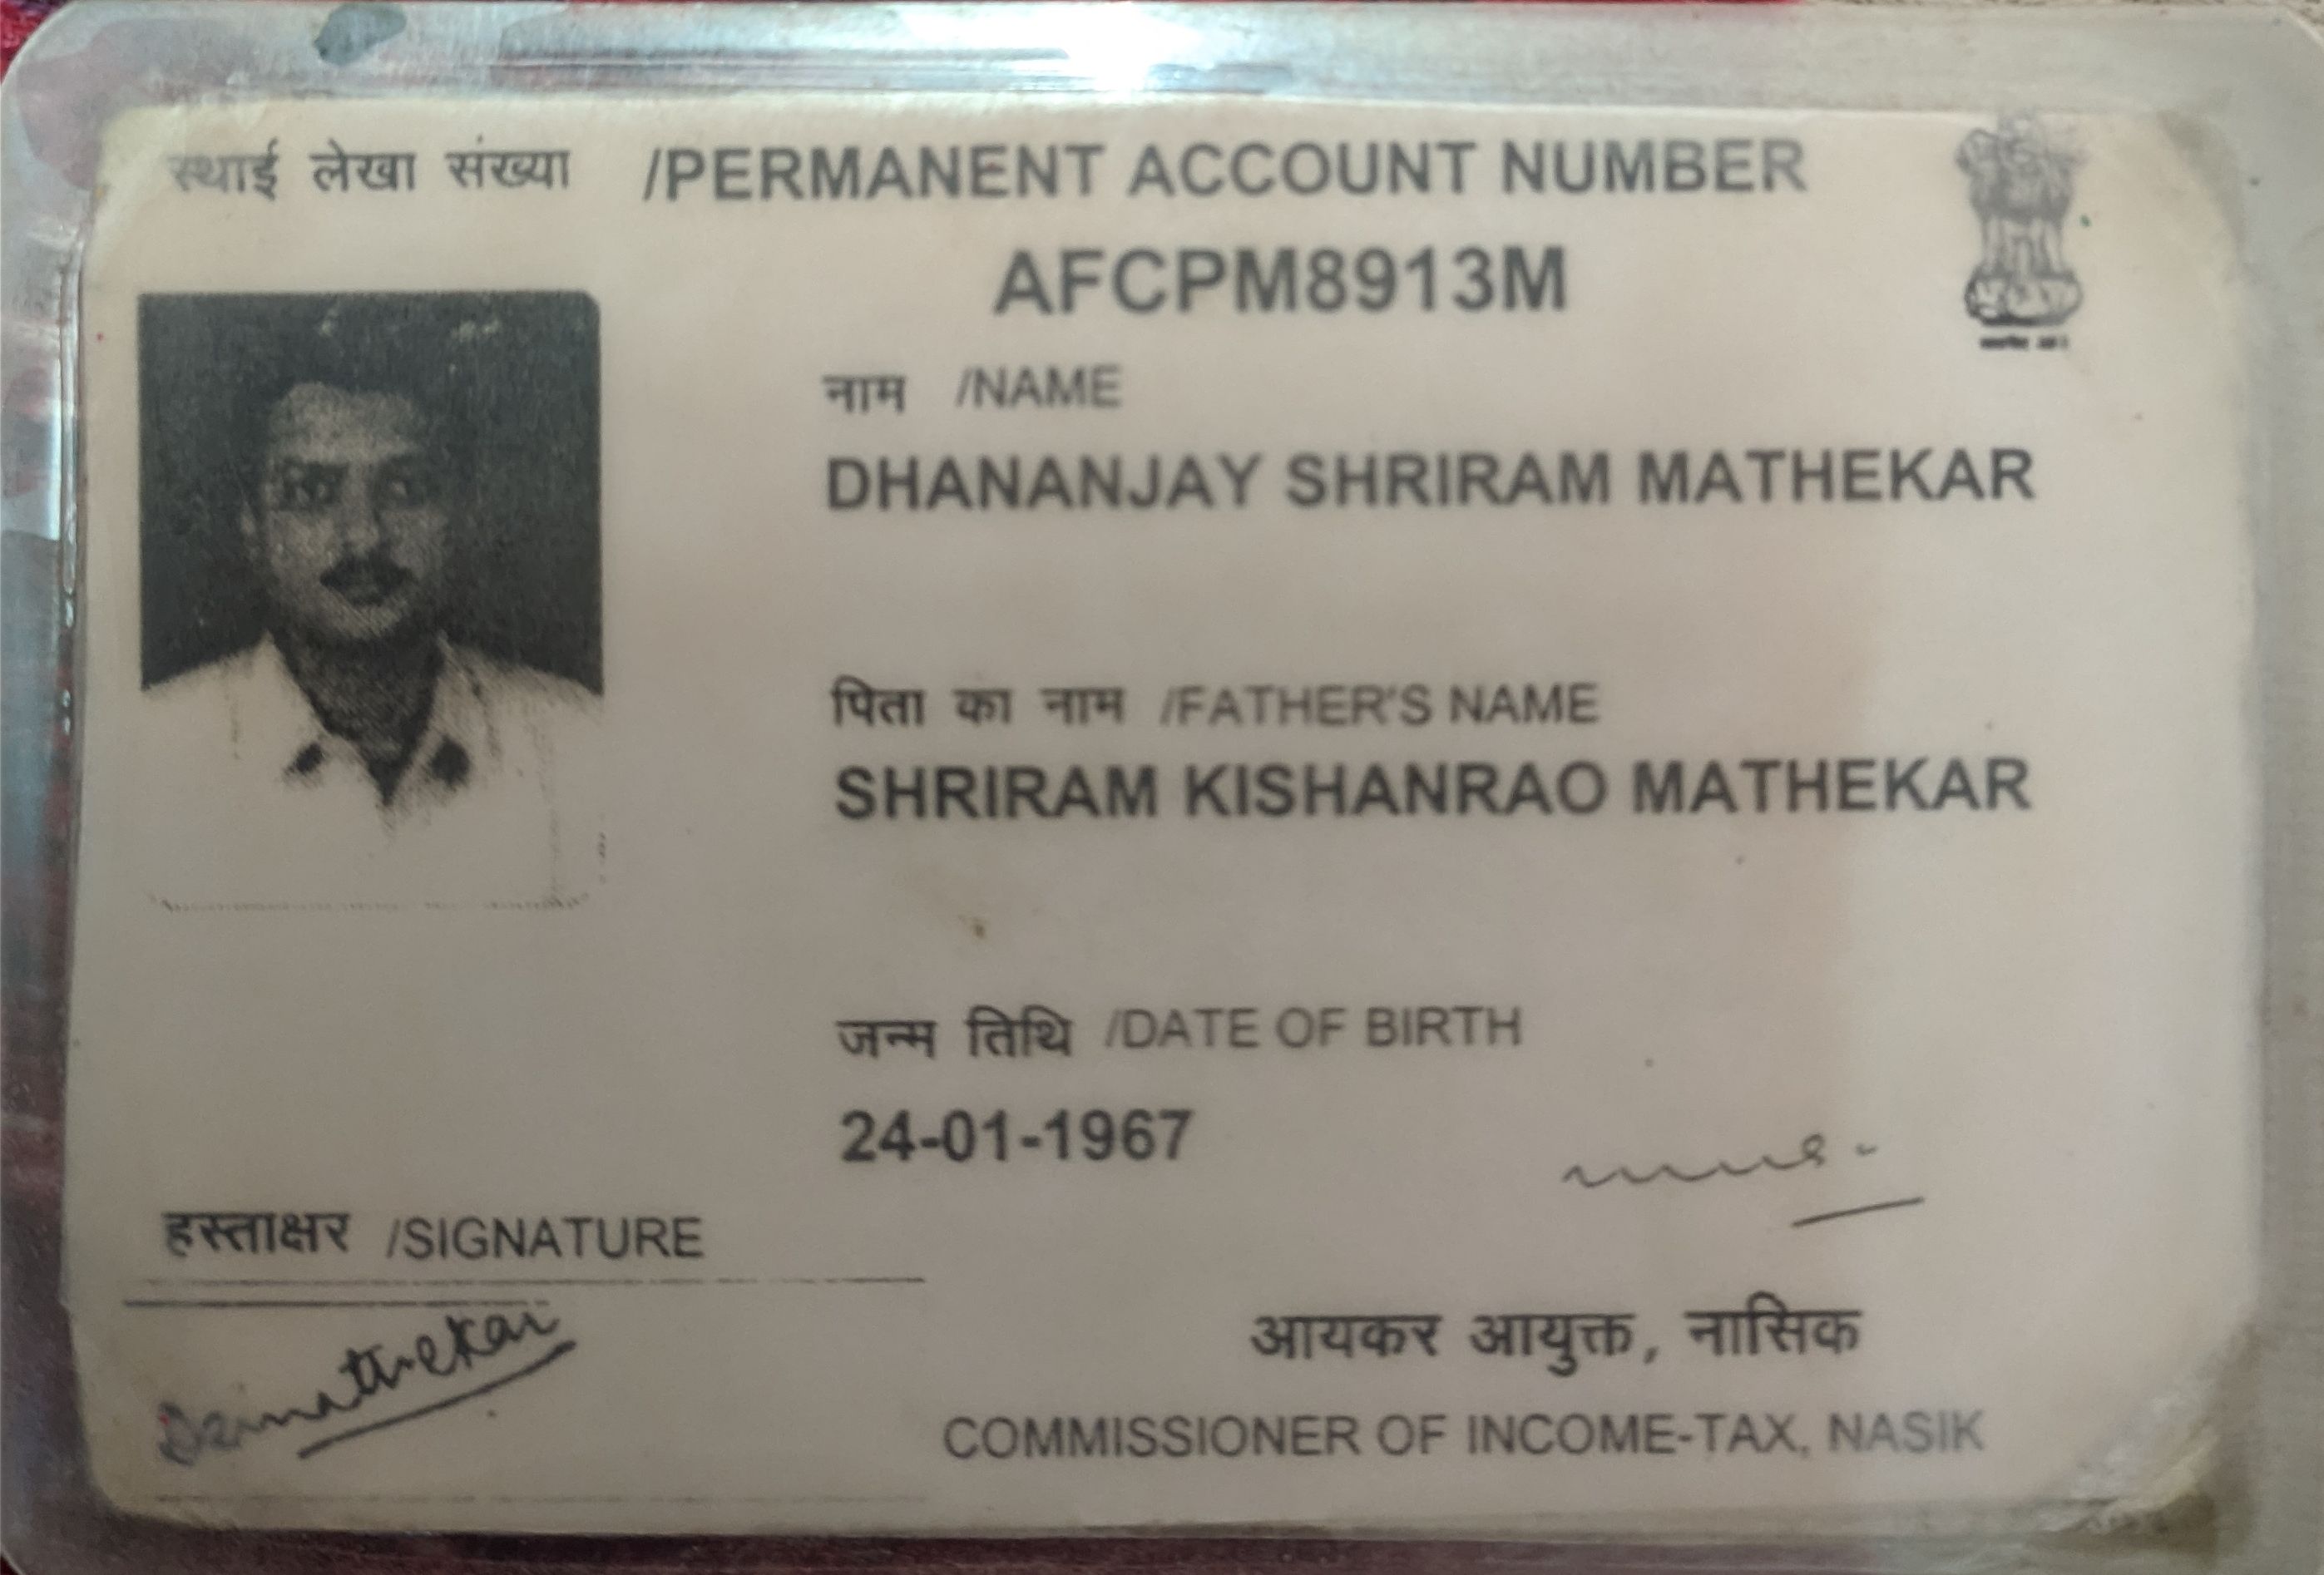 स्थाई लेखा संख्या /PERMANENT ACCOUNT NUMBER
AFCPM8913M
नाम /NAME
DHANANJAY SHRIRAM MATHEKAR
पिता का नाम /FATHER'S NAME
SHRIRAM KISHANRAO MATHEKAR
जन्म तिथि /DATE OF BIRTH
24-01-1967
हस्ताक्षर /SIGNATURE
आयकर आयुक्त, नासिक
COMMISSIONER OF INCOME-TAX, NASIK